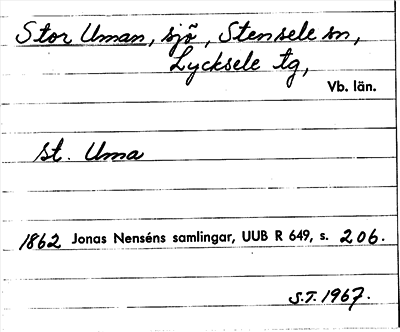 Stor Uman, sjö, Stensele sn,
Lycksele tg,
Vb. län.
st. Uma
1862 Jonas Nenséns samlingar, UUB R 649, s. 206.
S.T. 1967.